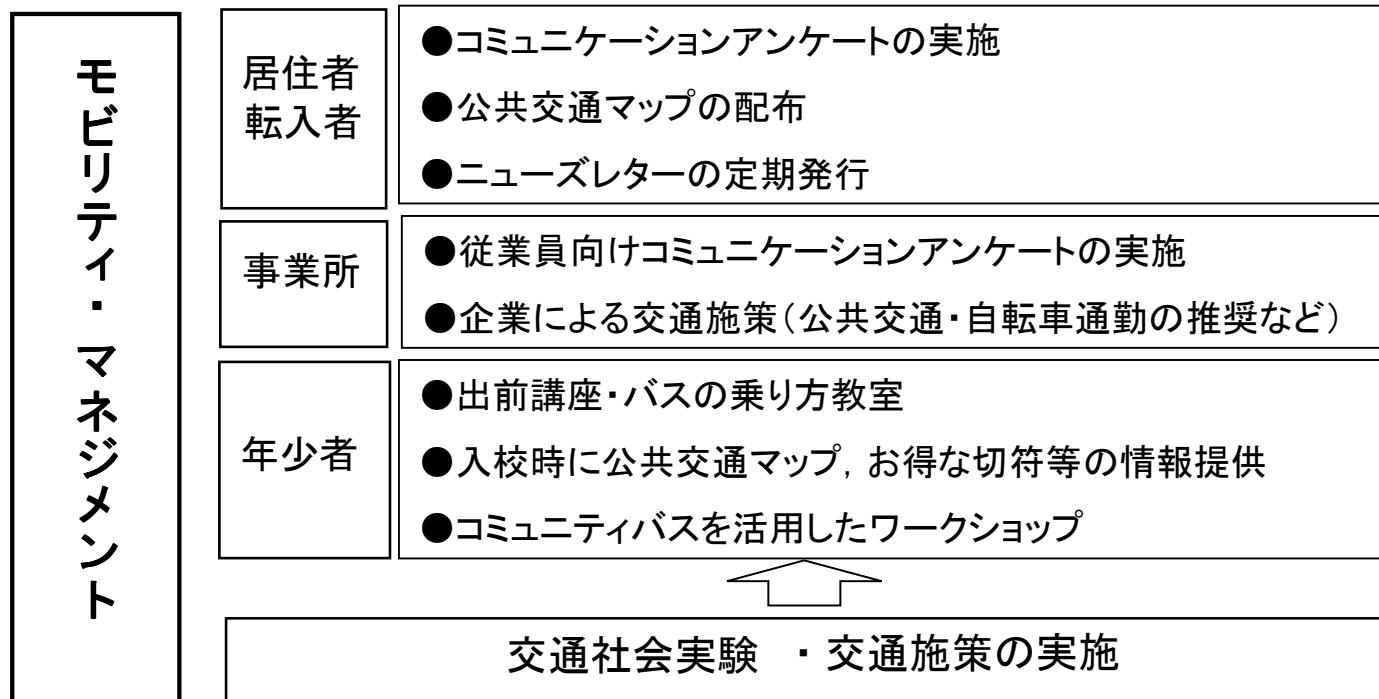 モビリティ・マネジメント
居住者
転入者
●コミュニケーションアンケートの実施
●公共交通マップの配布
●ニューズレターの定期発行
事業所
●従業員向けコミュニケーションアンケートの実施
●企業による交通施策（公共交通・自転車通勤の推奨など）
年少者
●出前講座・バスの乗り方教室
●入校時に公共交通マップ，お得な切符等の情報提供
●コミュニティバスを活用したワークショップ
交通社会実験 ・交通施策の実施